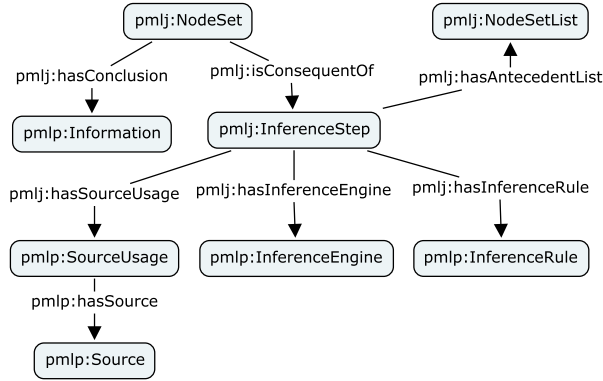 pmlj:NodeSet
pmlj:NodeSetList
pmlj:hasConclusion
pmlj:isConsequentOf
pmlj:hasAntecedentList
pmlp:Information
pmlj:InferenceStep
pmlj:hasSourceUsage
pmlj:hasInferenceEngine
pmlj:hasInferenceRule
pmlp:SourceUsage
pmlp:InferenceEngine
pmlp:InferenceRule
pmlp:hasSource
pmlp:Source